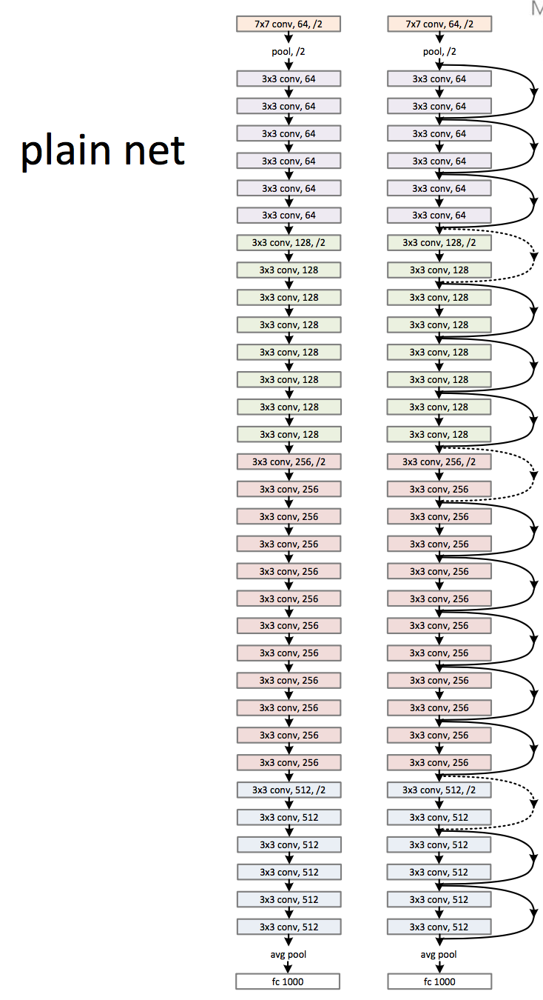 M
plain net
7x7 conv, 64, /2
pool, /2
3x3 conv, 64
3x3 conv, 64
3x3 conv, 64
3x3 conv, 64
3x3 conv, 64
3x3 conv, 64
3x3 conv, 128, /2
3x3 conv, 128
3x3 conv, 128
3x3 conv, 128
3x3 conv, 128
3x3 conv, 128
3x3 conv, 128
3x3 conv, 128
3x3 conv, 256, /2
3x3 conv, 256
3x3 conv, 256
3x3 conv, 256
3x3 conv, 256
3x3 conv, 256
3x3 conv, 256
3x3 conv, 256
3x3 conv, 256
3x3 conv, 256
3x3 conv, 256
3x3 conv, 256
3x3 conv, 512, /2
3x3 conv, 512
3x3 conv, 512
3x3 conv, 512
3x3 conv, 512
3x3 conv, 512
avg pool
fc 1000
7x7 conv, 64, /2
pool, /2
3x3 conv, 64
3x3 conv, 64
3x3 conv, 64
3x3 conv, 64
3x3 conv, 64
3x3 conv, 64
3x3 conv, 128, /2
3x3 conv, 128
3x3 conv, 128
3x3 conv, 128
3x3 conv, 128
3x3 conv, 128
3x3 conv, 128
3x3 conv, 128
3x3 conv, 256, /2
3x3 conv, 256
3x3 conv, 256
3x3 conv, 256
3x3 conv, 256
3x3 conv, 256
3x3 conv, 256
3x3 conv, 256
3x3 conv, 256
3x3 conv, 256
3x3 conv, 256
3x3 conv, 256
3x3 conv, 512, /2
3x3 conv, 512
3x3 conv, 512
3x3 conv, 512
3x3 conv, 512
3x3 conv, 512
avg pool
fc 1000